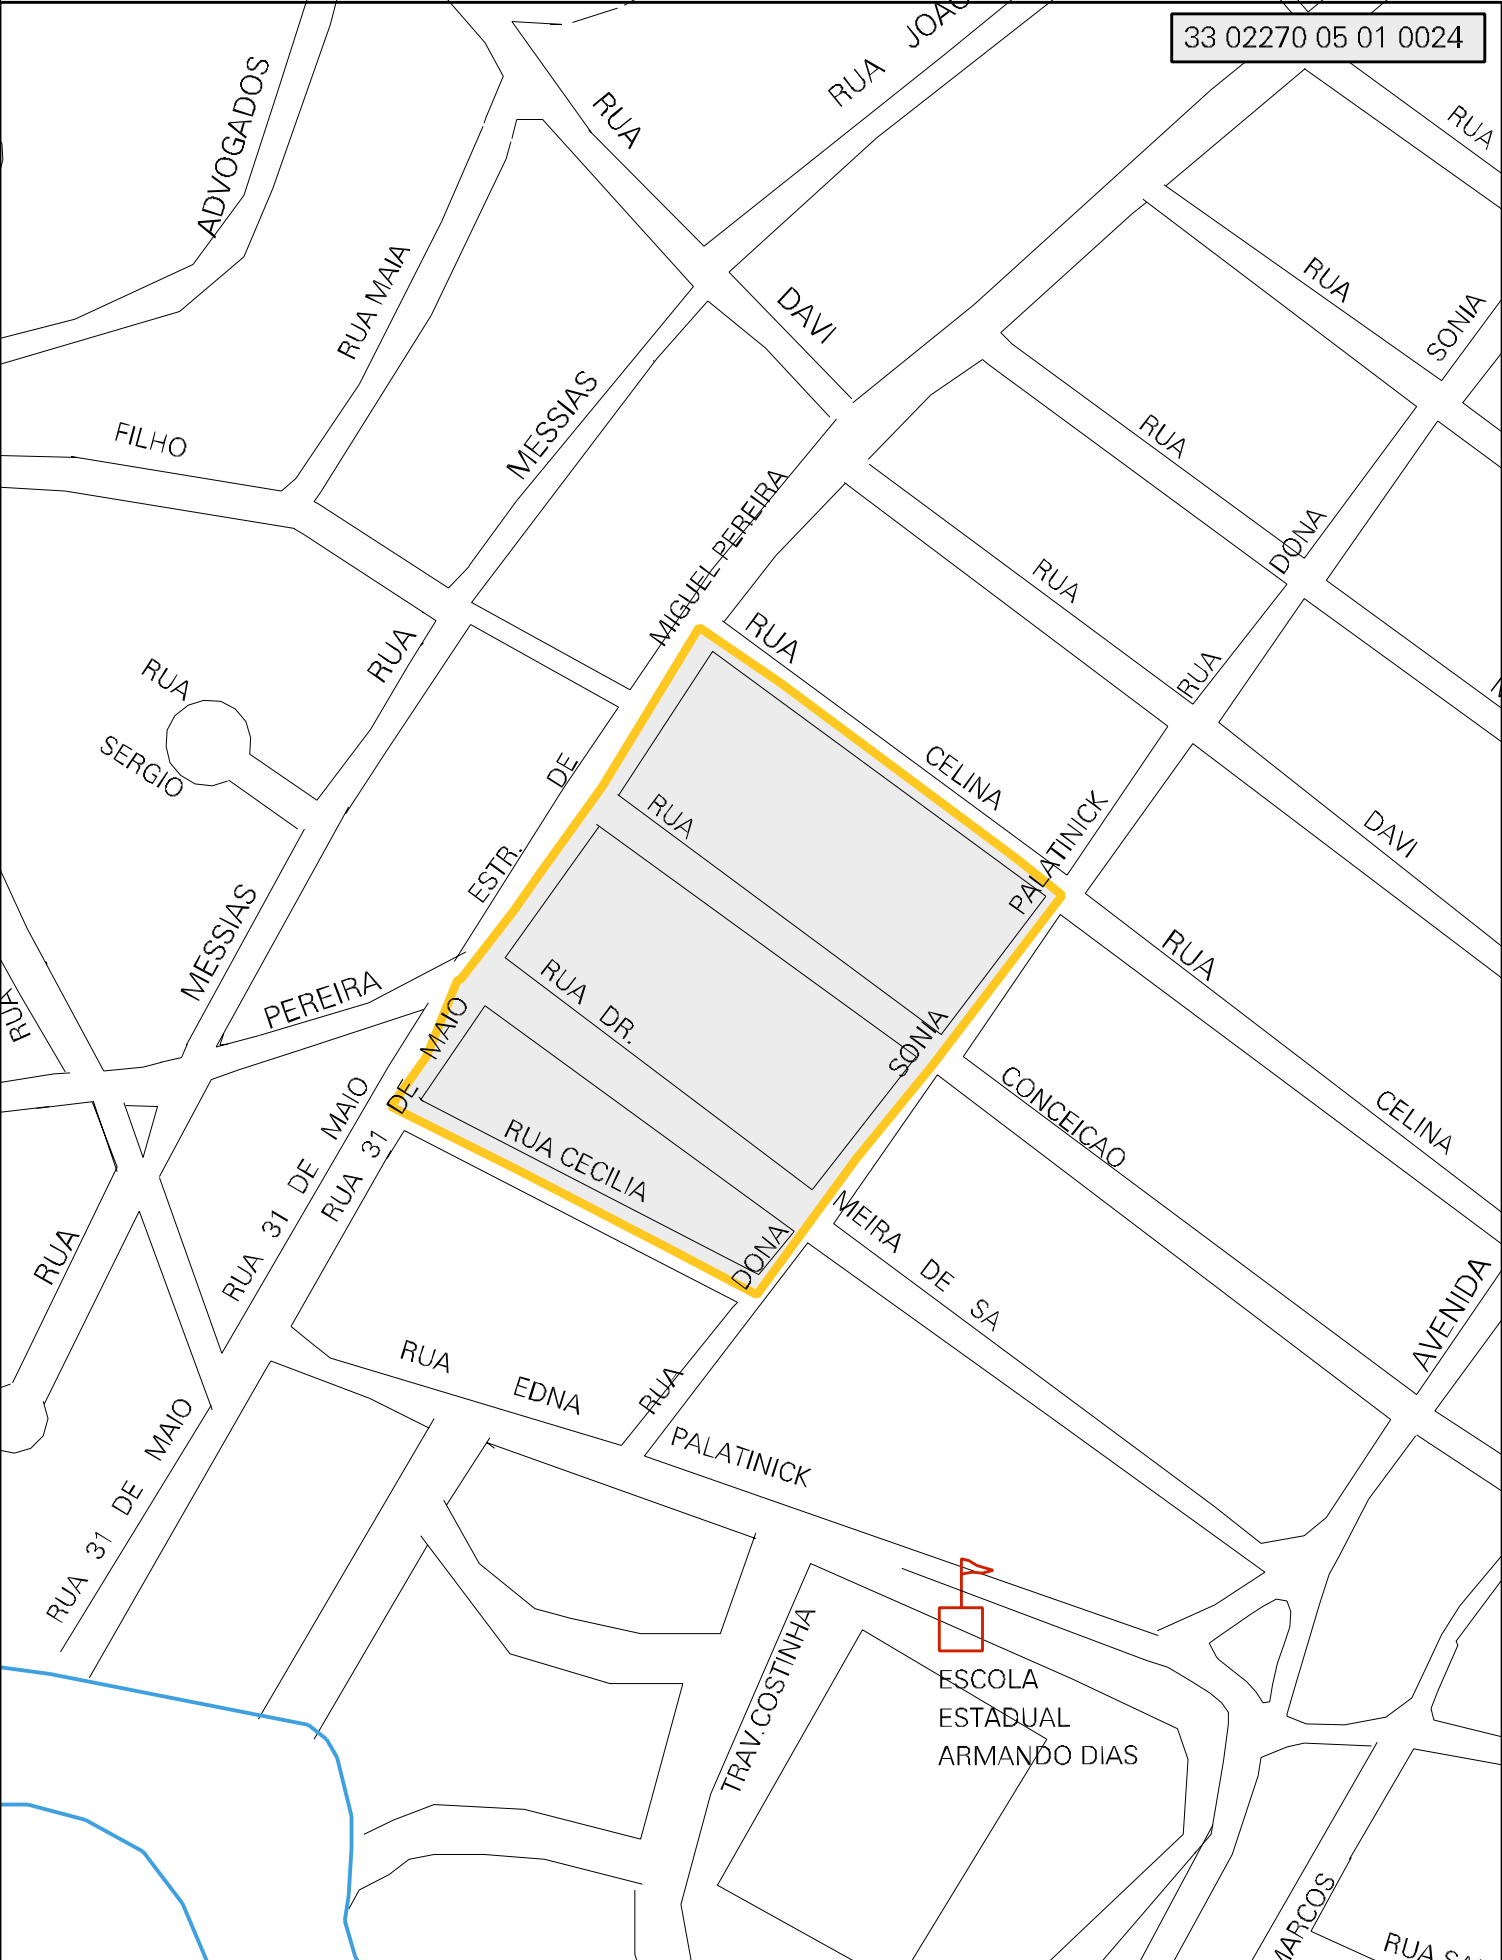 33 02270 05 01 0024
ADVOGADOS
RUA
RUA
RUA
RUA MAIA
DAVI
RUA
SONIA
FILHO
MESSIAS
RUA
MIGUEL PEREIRA
DONA
RUA
RUA
RUA
RUA
RUA
SERGIO
DE
CELINA
PALATINICK
DAVI
RUA
ESTR.
MESSIAS
RUA
PEREIRA
RUA DR.
RUA
SONIA
DE MAIO
CONCEICAO
CELINA
RUA 31 DE MAIO
RUA 31
RUA CECILIA
RUA
DONA
MEIRA DE SA
AVENIDA
RUA EDNA
RUA
PALATINICK
RUA 31 DE MAIO
TRAV.COSTINHA
ESCOLA
ESTADUAL
ARMANDO DIAS
MARCOS
RUA